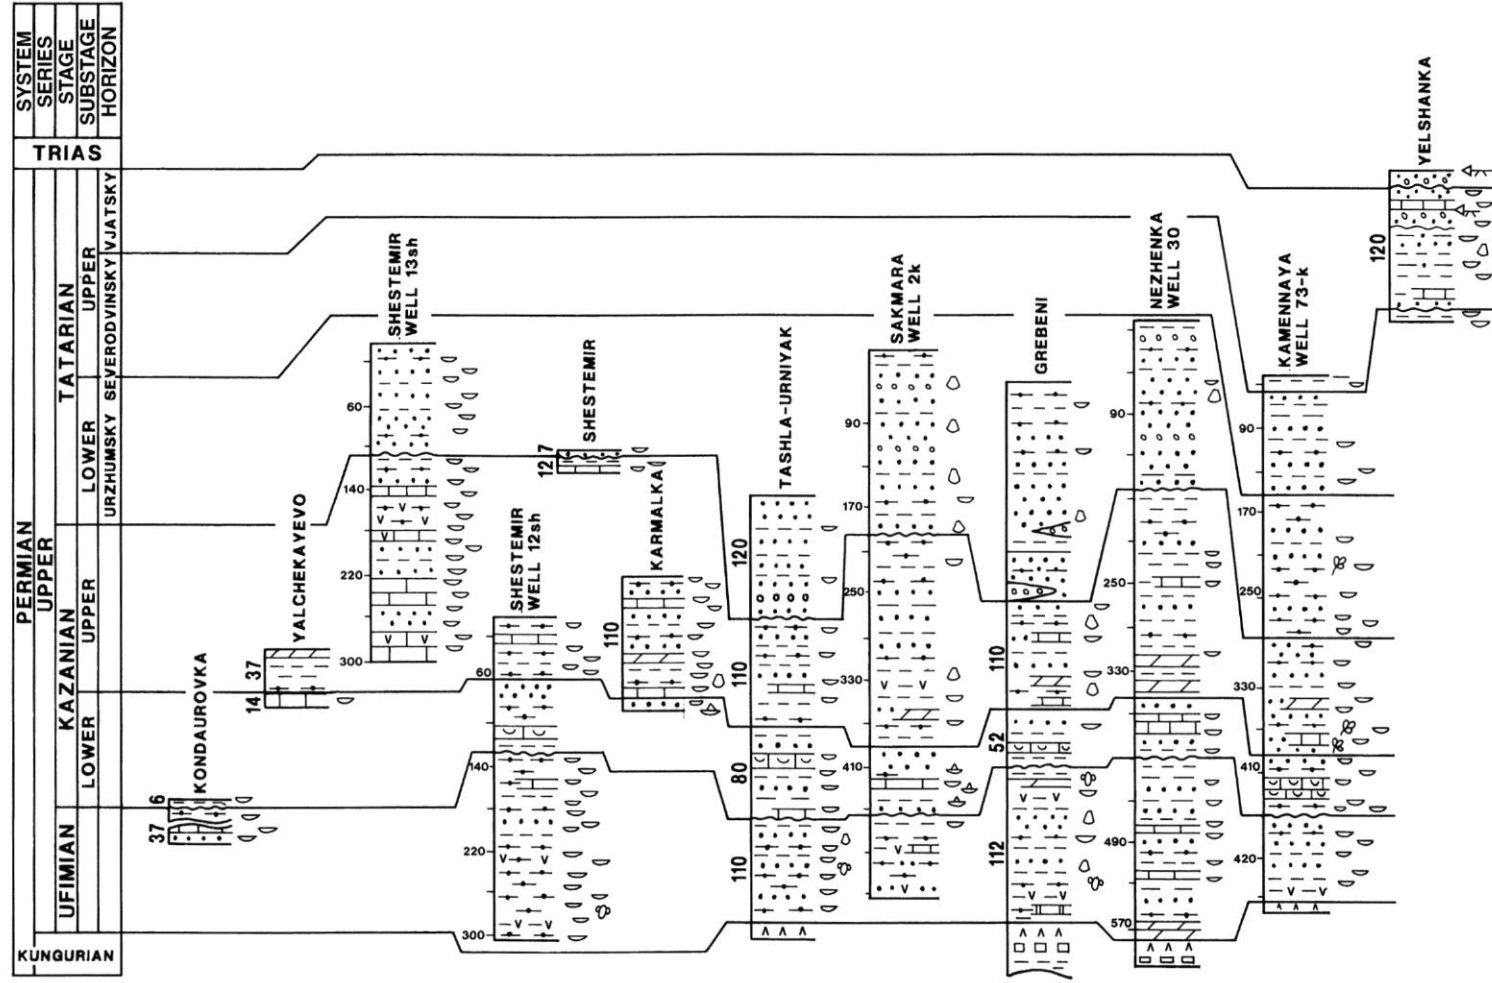 SYSTEM
SERIES
STAGE
SUBSTAGE
HORIZON
TRIAS
PERMIAN
UPPER
TATARIAN
UPPER
LOWER
VJATSKY
SEVERODVINSKY
URZHUMSKY
KAZANIAN
UPPER
LOWER
UFIMIAN
KUNGURIAN
KONDAUROVKA
6
37
YALCHEKAYEVO
37
14
SHESTEMIR
WELL 13sh
60
140
220
300
SHESTEMIR
WELL 12sh
60
140
220
300
SHESTEMIR
7
12
KARMALKA
110
TASHLA-URNIYAK
120
110
80
110
SAKMARA
WELL 2k
90
170
250
330
410
GREBENI
110
52
112
NEZHENKA
WELL 30
90
250
330
490
570
KAMENNAYA
WELL 73-k
90
170
250
330
410
420
YELSHANKA
120